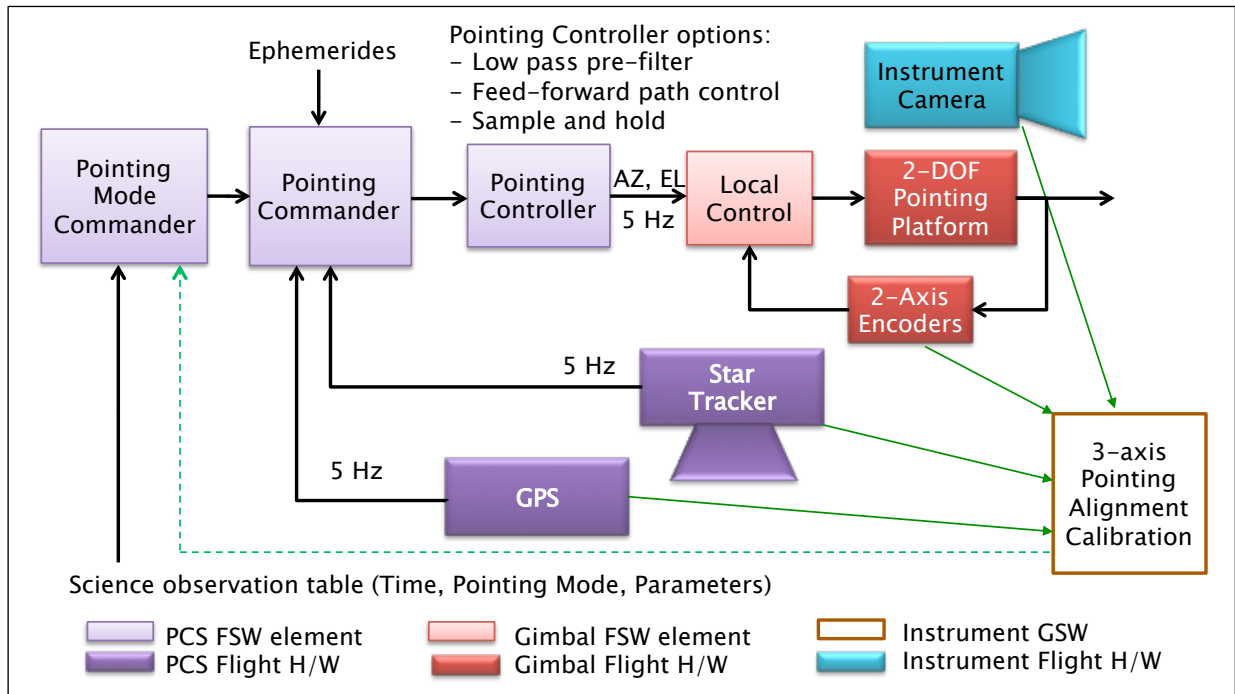 Ephemerides
Pointing Controller options:
– Low pass pre-filter
– Feed-forward path control
– Sample and hold
Instrument
Camera
Pointing
Mode
Commander
Pointing
Commander
Pointing
Controller
AZ, EL
5 Hz
Local
Control
2-DOF
Pointing
Platform
2-Axis
Encoders
5 Hz
Star
Tracker
5 Hz
GPS
3-axis
Pointing
Alignment
Calibration
Science observation table (Time, Pointing Mode, Parameters)
PCS FSW element
Gimbal FSW element
Instrument GSW
PCS Flight H/W
Gimbal Flight H/W
Instrument Flight H/W